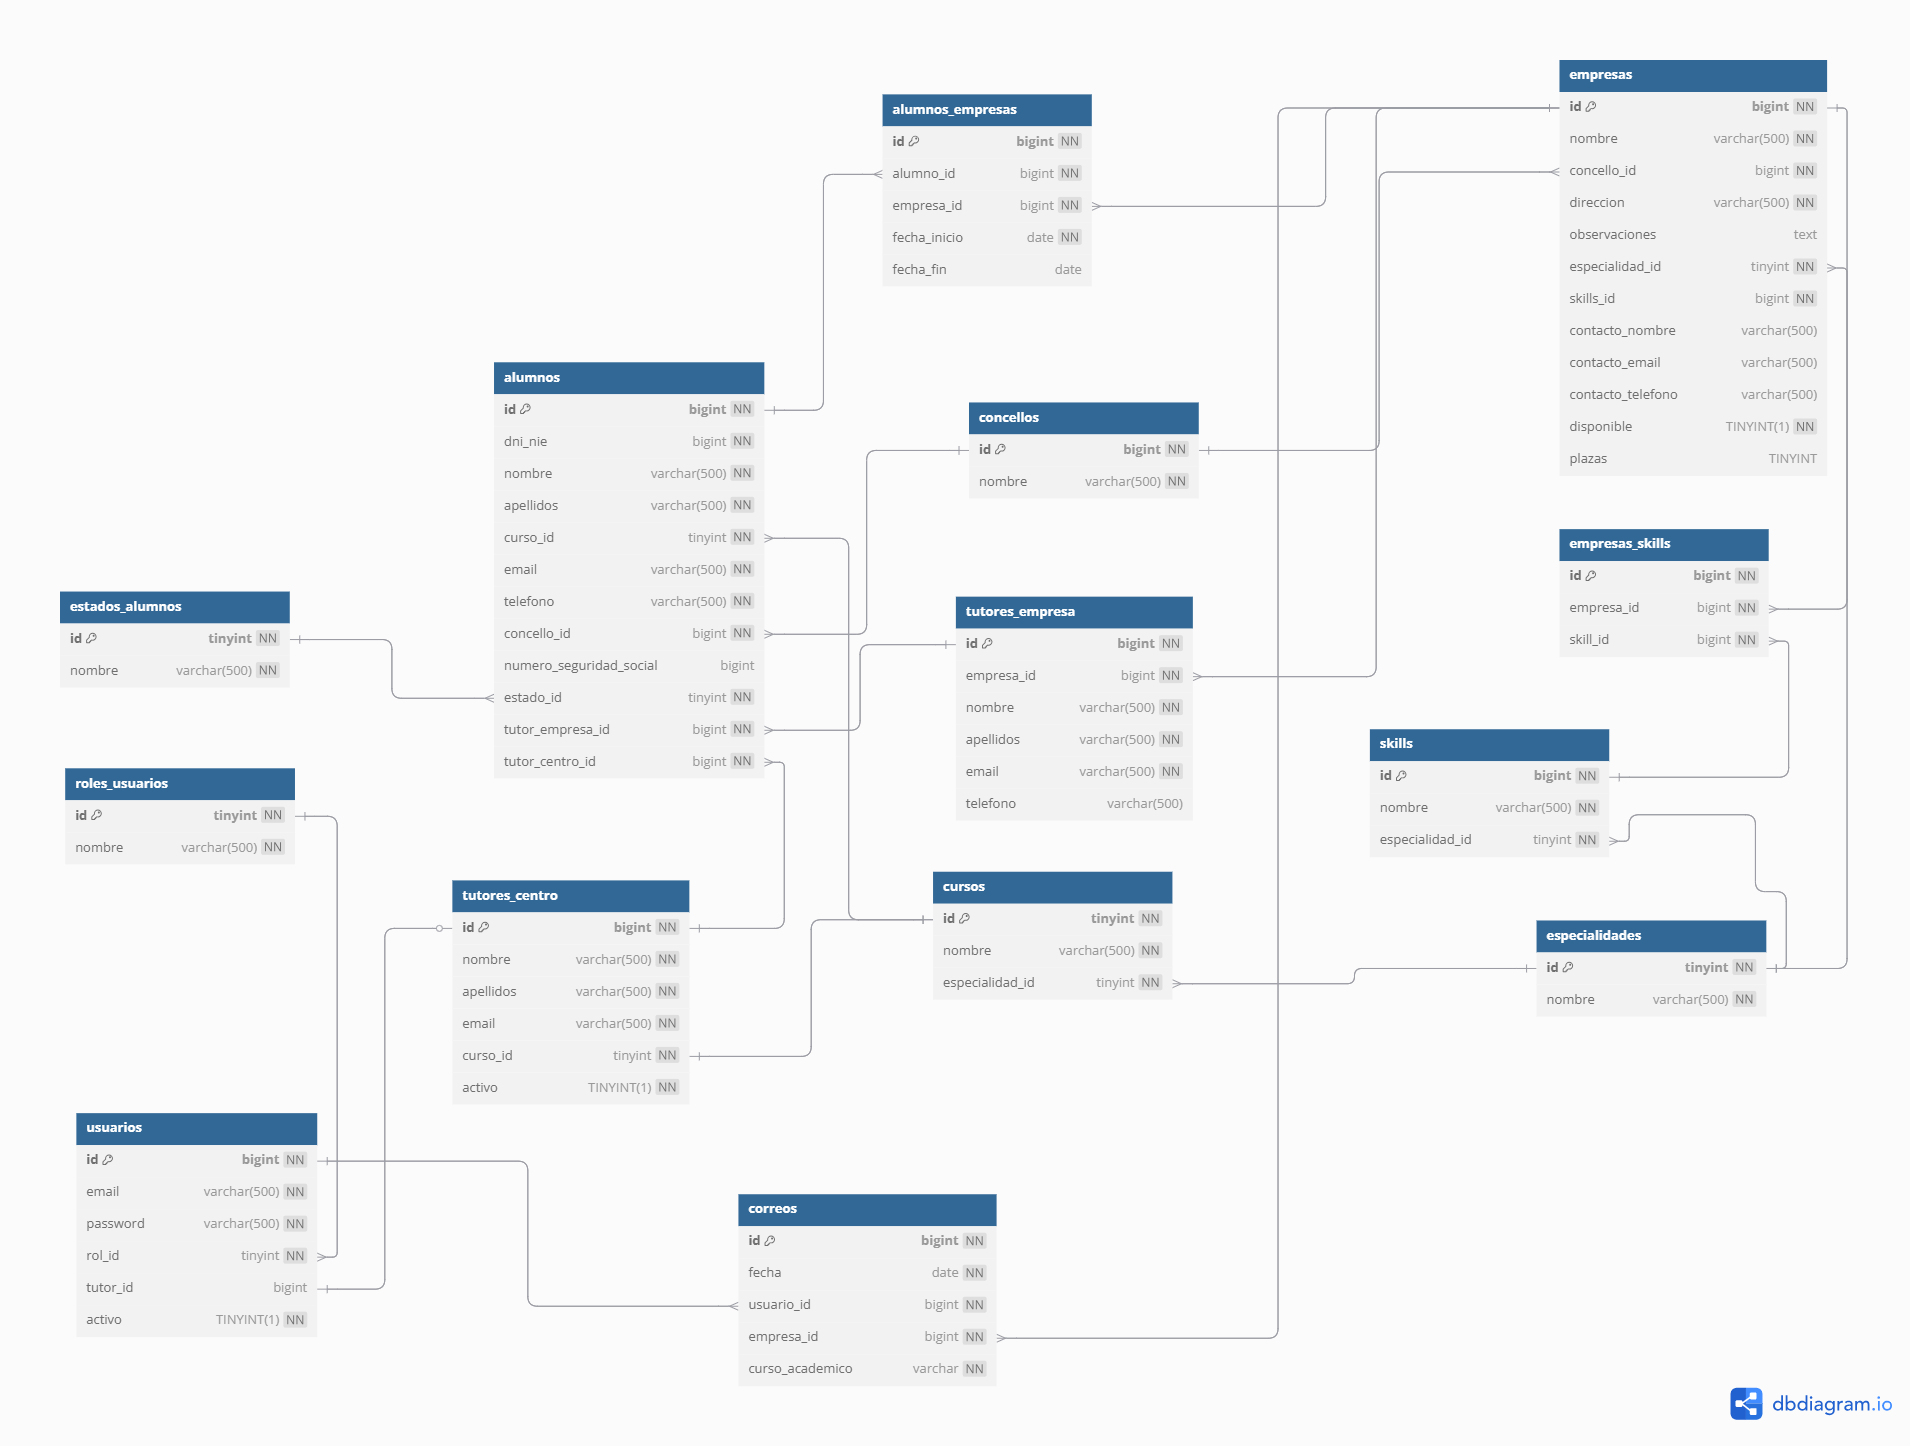 empresas
id bigint NN
nombre varchar(500) NN
concello_id bigint NN
direccion varchar(500) NN
observaciones text
especialidad_id tinyint NN
skills_id bigint NN
contacto_nombre varchar(500)
contacto_email varchar(500)
contacto_telefono varchar(500)
disponible TINYINT(1) NN
plazas TINYINT
alumnos_empresas
id bigint NN
alumno_id bigint NN
empresa_id bigint NN
fecha_inicio date NN
fecha_fin date
alumnos
id bigint NN
dni_nie bigint NN
nombre varchar(500) NN
apellidos varchar(500) NN
curso_id tinyint NN
email varchar(500) NN
telefono varchar(500) NN
concello_id bigint NN
numero_seguridad_social bigint
estado_id tinyint NN
tutor_empresa_id bigint NN
tutor_centro_id bigint NN
concellos
id bigint NN
nombre varchar(500) NN
empresas_skills
id bigint NN
empresa_id bigint NN
skill_id bigint NN
estados_alumnos
id tinyint NN
nombre varchar(500) NN
tutores_empresa
id bigint NN
empresa_id bigint NN
nombre varchar(500) NN
apellidos varchar(500) NN
email varchar(500) NN
telefono varchar(500)
skills
id bigint NN
nombre varchar(500) NN
especialidad_id tinyint NN
roles_usuarios
id tinyint NN
nombre varchar(500) NN
tutores_centro
id bigint NN
nombre varchar(500) NN
apellidos varchar(500) NN
email varchar(500) NN
curso_id tinyint NN
activo TINYINT(1) NN
cursos
id tinyint NN
nombre varchar(500) NN
especialidad_id tinyint NN
especialidades
id tinyint NN
nombre varchar(500) NN
usuarios
id bigint NN
email varchar(500) NN
password varchar(500) NN
rol_id tinyint NN
tutor_id bigint
activo TINYINT(1) NN
correos
id bigint NN
fecha date NN
usuario_id bigint NN
empresa_id bigint NN
curso_academico varchar NN
dbdiagram.io